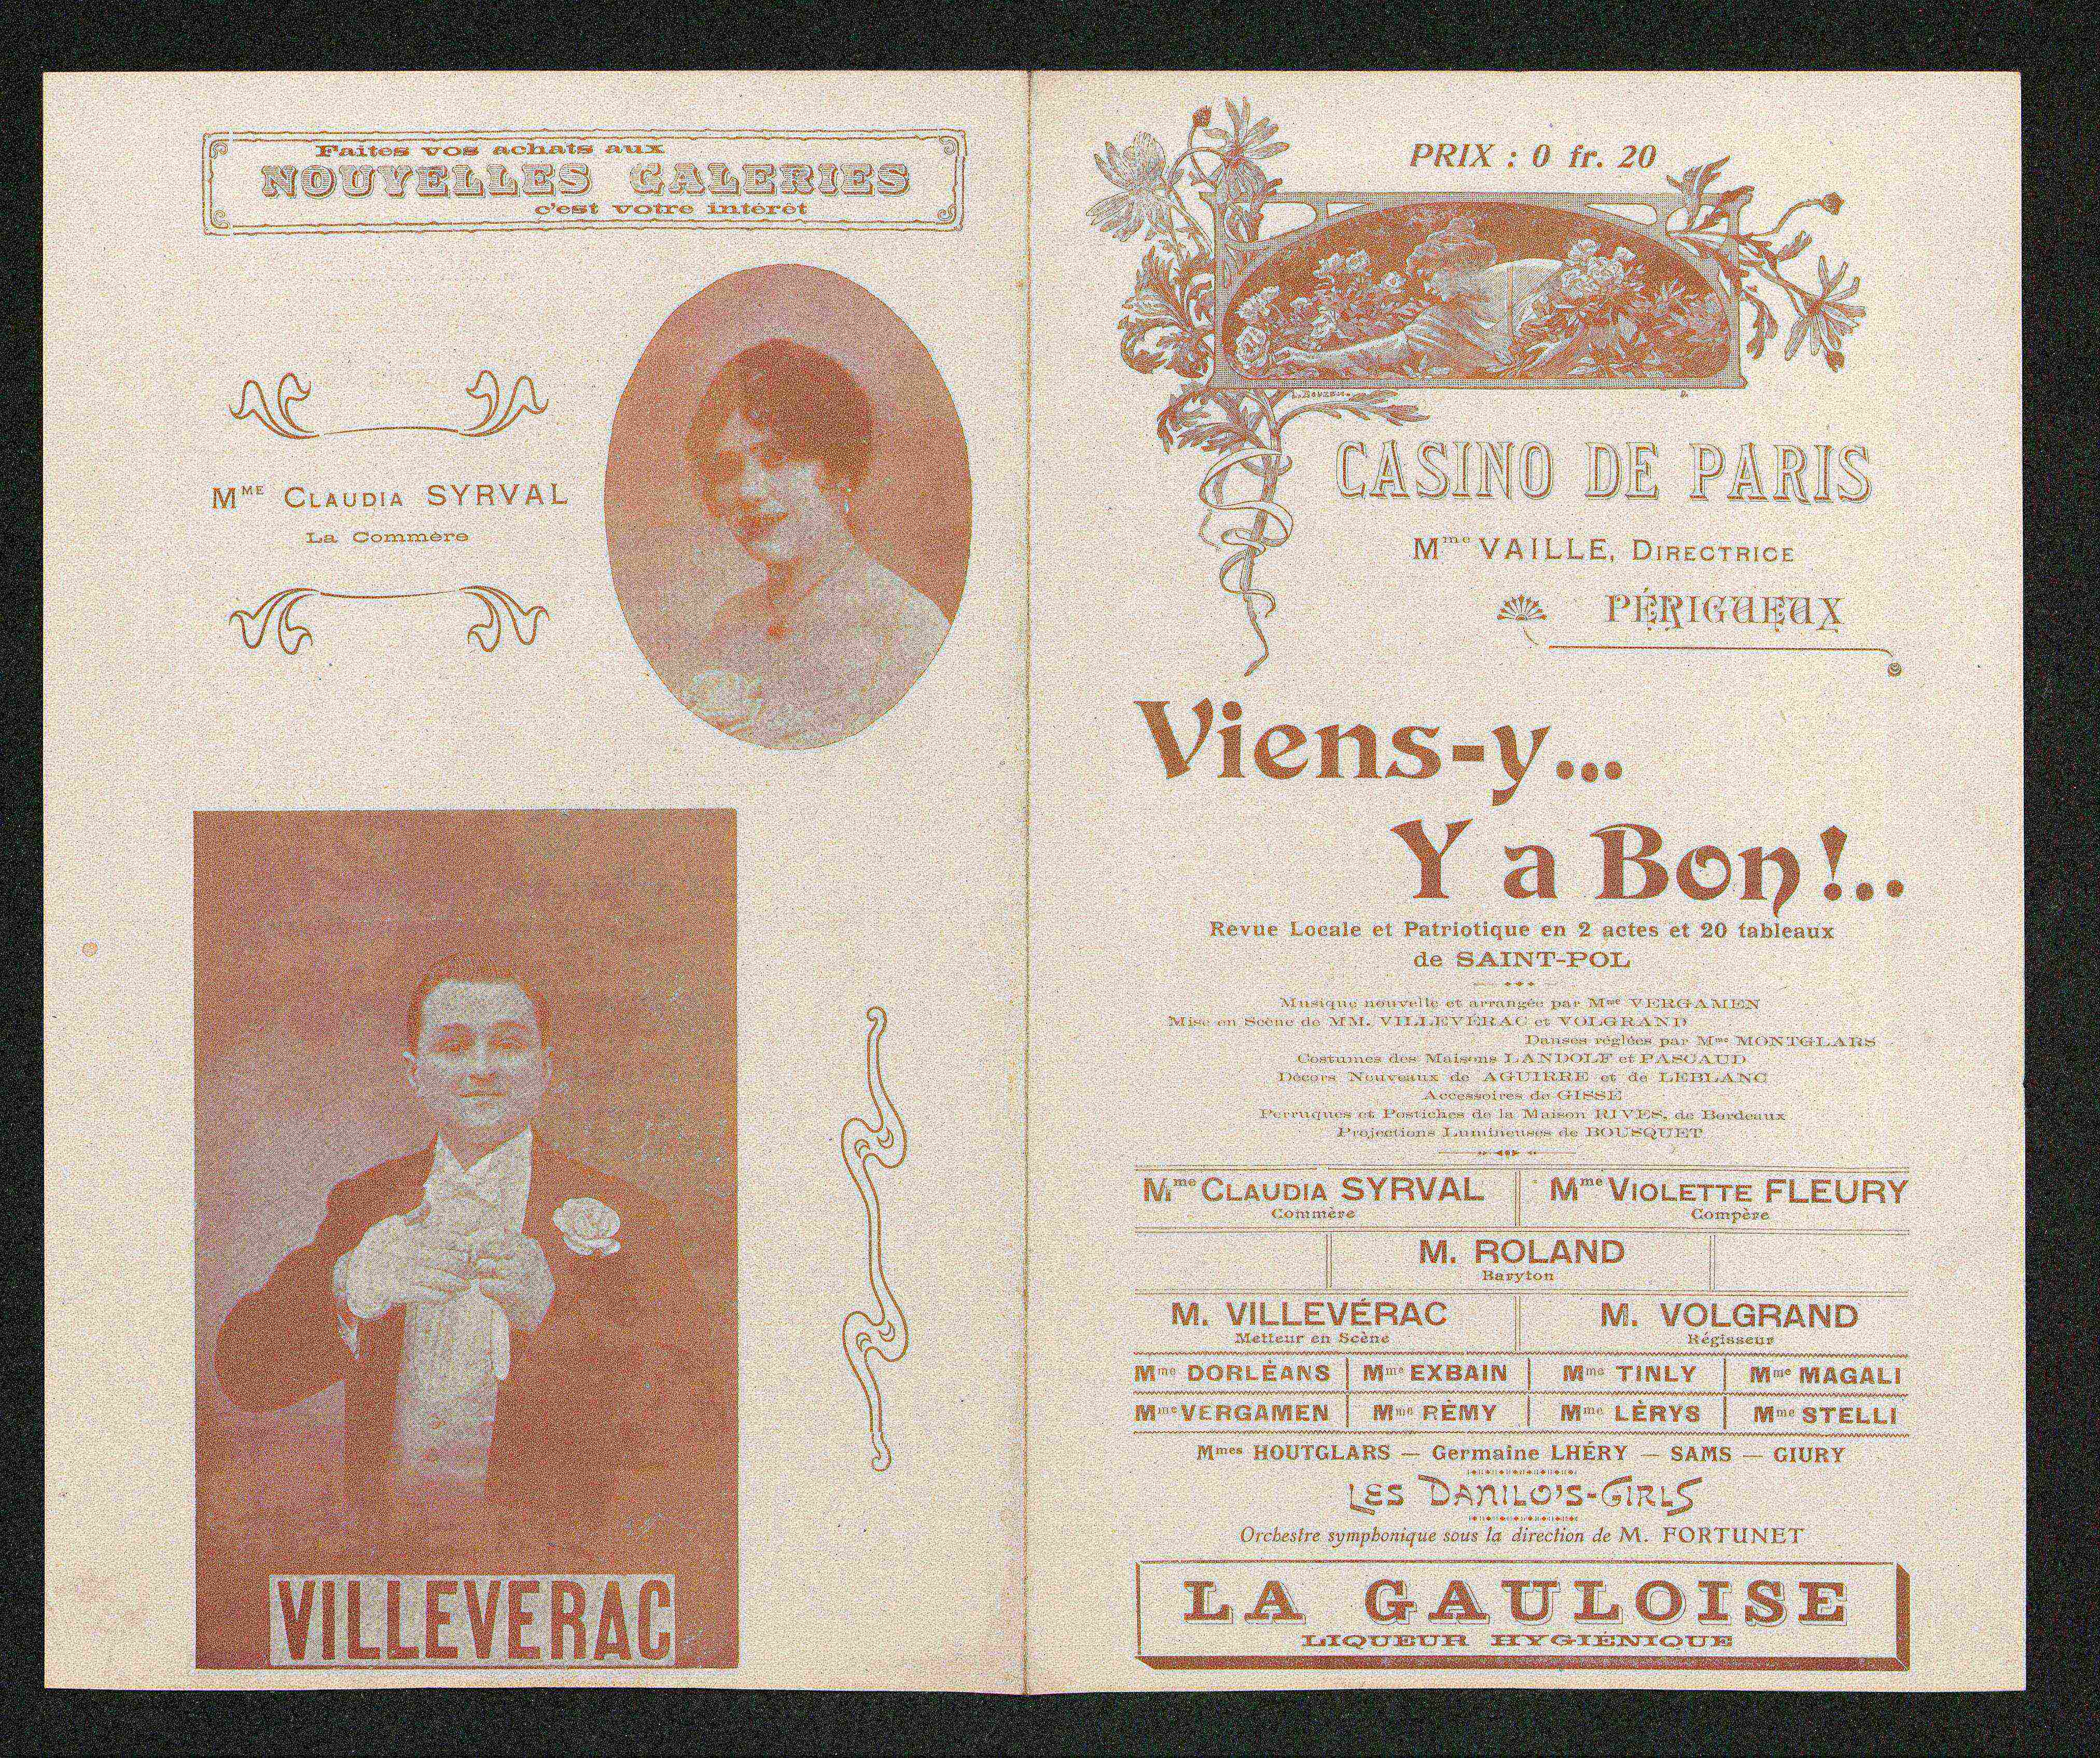 Faites vos achats aux
NOUVELLES GALERIES
c'est votre intérêt
MME CLAUDIA SYRVAL
La Commère
VILLEVERAC
PRIX : 0 fr. 20
CASINO DE PARIS
Mme VAILLE, DIRECTRICE
PÉRIGUEUX
Viens-y...
Y a Bon!..
Revue Locale et Patriotique en 2 actes et 20 tableaux
de SAINT-POL
Musique nouvelle et arrangée par Mme VERGAMEN
Mise en Scène de MM. VILLEVÉRAC et VOLGRAND
Danses réglées par Mme MONTGLARS
Costumes des Maisons LANDOLF et PASCAUD
Décors Nouveaux de AGUIRRE et de LEBLANC
Accessoires de GISSE
Perruques et Postiches de la Maison RIVES, de Bordeaux
Projections Lumineuses de BOUSQUET
Mme CLAUDIA SYRVAL
Commère
Mme VIOLETTE FLEURY
Compère
M. ROLAND
Baryton
M. VILLEVÉRAC
Metteur en Scène
M. VOLGRAND
Régisseur
Mme DORLÉANS Mme EXBAIN Mme TINLY Mme MAGALI
Mme VERGAMEN Mme RÉMY Mme LÉRYS Mme STELLI
Mmes HOUTGLARS — Germaine LHÉRY — SAMS — GIURY
LES DANILO'S-GIRLS
Orchestre symphonique sous la direction de M. FORTUNET
LA GAULOISE
LIQUEUR HYGIÉNIQUE